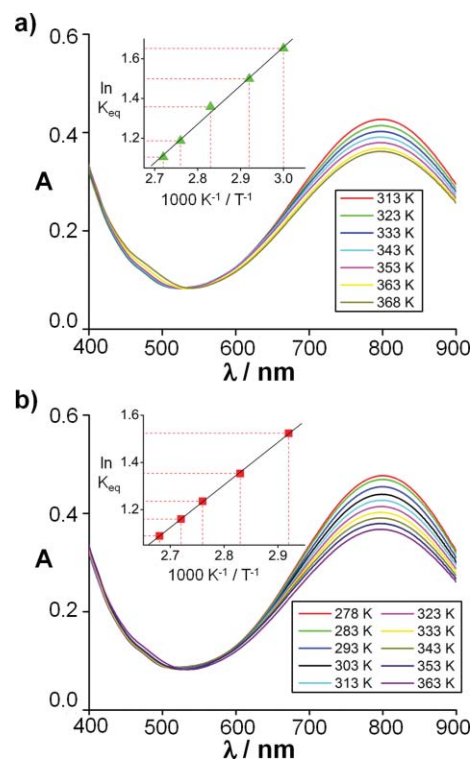 a)
0.6
0.4
0.2
0.0
A
400 500 600 700 800 900
λ / nm
ln
K_eq
1.6
1.4
1.2
2.7 2.8 2.9 3.0
1000 K⁻¹ / T⁻¹
313 K
323 K
333 K
343 K
353 K
363 K
368 K
b)
0.6
0.4
0.2
0.0
A
400 500 600 700 800 900
λ / nm
ln
K_eq
1.6
1.4
1.2
2.7 2.8 2.9
1000 K⁻¹ / T⁻¹
278 K 323 K
283 K 333 K
293 K 343 K
303 K 353 K
313 K 363 K